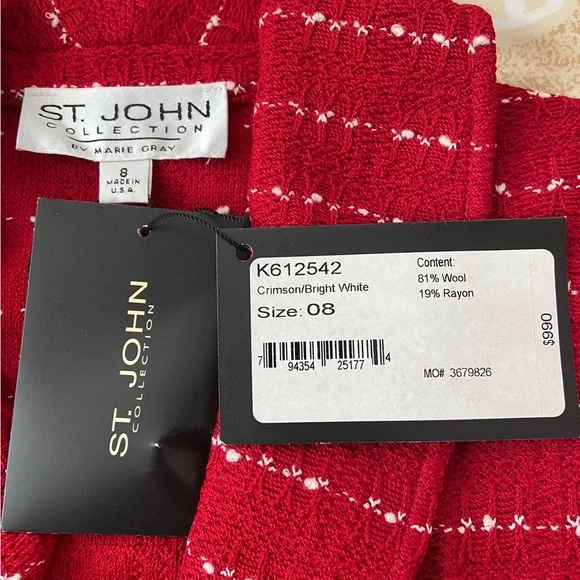 ST. JOHN
COLLECTION
BY MARIE GRAY
8
MADE IN
U.S.A.
ST. JOHN
COLLECTION
K612542
Crimson/Bright White
Size: 08
7 94354 25177 4
Content:
81% Wool
19% Rayon
MO# 3679826
$990